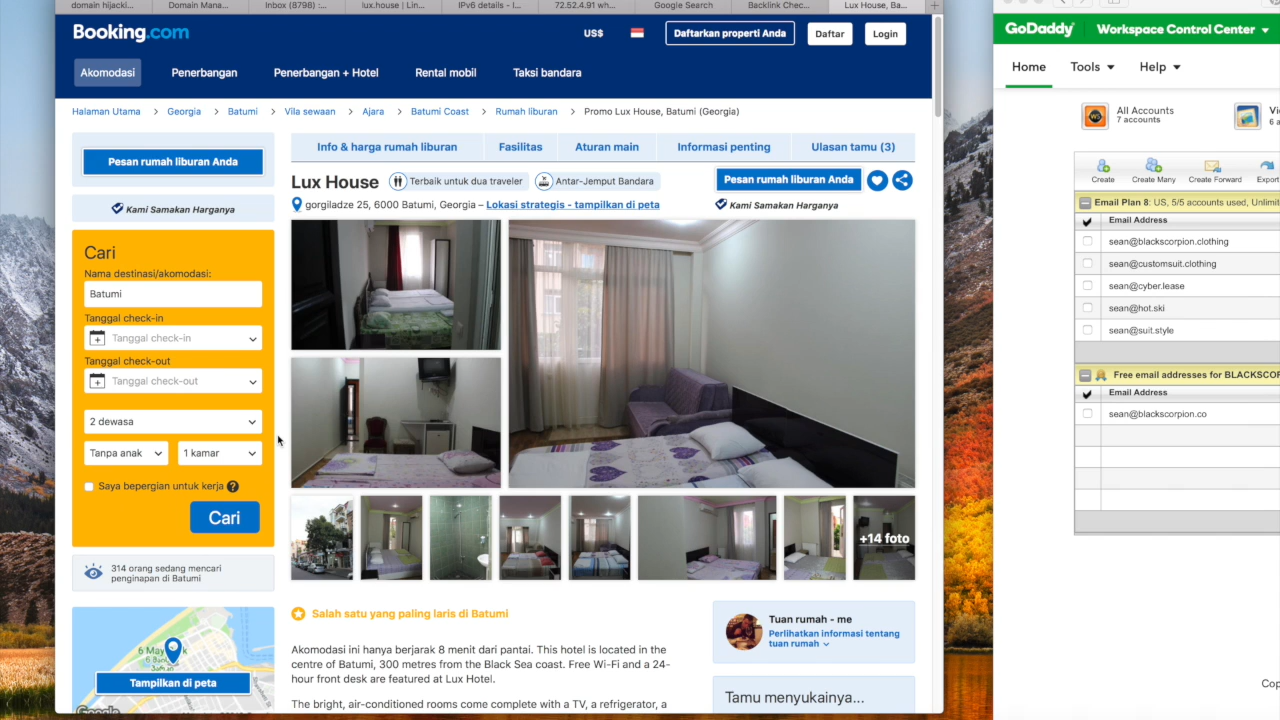 domain hijacki...
Domain Mana...
Inbox (8798) :...
lux.house | Lin...
IPv6 details - I...
72.52.4.91 wh...
Google Search
Backlink Chec...
Lux House, Ba...
Booking.com
US$
Daftarkan properti Anda
Daftar
Login
Akomodasi
Penerbangan
Penerbangan + Hotel
Rental mobil
Taksi bandara
Halaman Utama > Georgia > Batumi > Vila sewaan > Ajara > Batumi Coast > Rumah liburan > Promo Lux House, Batumi (Georgia)
Pesan rumah liburan Anda
Kami Samakan Harganya
Cari
Nama destinasi/akomodasi:
Batumi
Tanggal check-in
Tanggal check-in
Tanggal check-out
Tanggal check-out
2 dewasa
Tanpa anak
1 kamar
Saya bepergian untuk kerja ?
Cari
314 orang sedang mencari
penginapan di Batumi
Tampilkan di peta
Google
Info & harga rumah liburan
Fasilitas
Aturan main
Informasi penting
Ulasan tamu (3)
Lux House
Terbaik untuk dua traveler
Antar-Jemput Bandara
Pesan rumah liburan Anda
gorgiladze 25, 6000 Batumi, Georgia – Lokasi strategis - tampilkan di peta
Kami Samakan Harganya
+14 foto
Salah satu yang paling laris di Batumi
Akomodasi ini hanya berjarak 8 menit dari pantai. This hotel is located in the
centre of Batumi, 300 metres from the Black Sea coast. Free Wi-Fi and a 24-
hour front desk are featured at Lux Hotel.
The bright, air-conditioned rooms come complete with a TV, a refrigerator, a
Tuan rumah - me
Perlihatkan informasi tentang
tuan rumah
Tamu menyukainya...
GoDaddy
Workspace Control Center
Home
Tools
Help
All Accounts
7 accounts
Create
Create Many
Create Forward
Export
Email Plan 8: US, 5/5 accounts used, Unlimit
Email Address
sean@blackscorpion.clothing
sean@customsuit.clothing
sean@cyber.lease
sean@hot.ski
sean@suit.style
Free email addresses for BLACKSCOR
Email Address
sean@blackscorpion.co
Cop